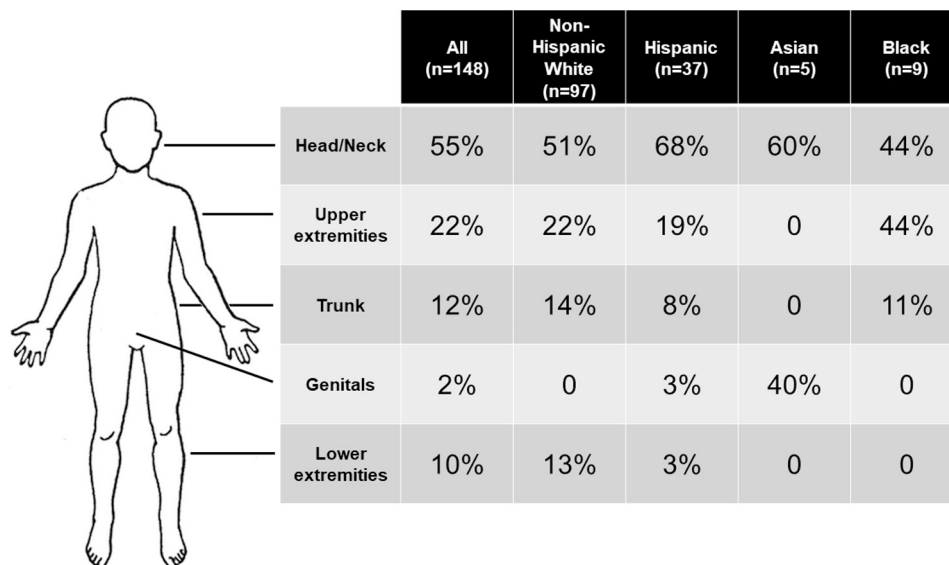 All
(n=148)
Non-
Hispanic
White
(n=97)
Hispanic
(n=37)
Asian
(n=5)
Black
(n=9)
Head/Neck 55% 51% 68% 60% 44%
Upper
extremities 22% 22% 19% 0 44%
Trunk 12% 14% 8% 0 11%
Genitals 2% 0 3% 40% 0
Lower
extremities 10% 13% 3% 0 0